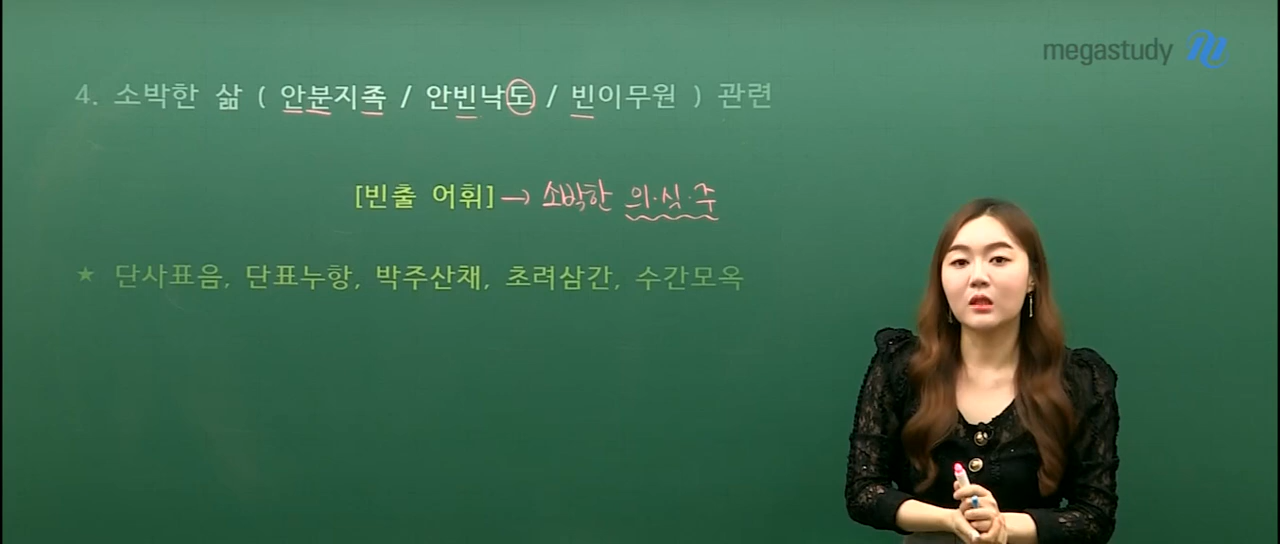 megastudy
4. 소박한 삶 ( 안분지족 / 안빈낙도 / 빈이무원 ) 관련
[빈출 어휘] → 소박한 의·식·주
★ 단사표음, 단표누항, 박주산채, 초려삼간, 수간모옥